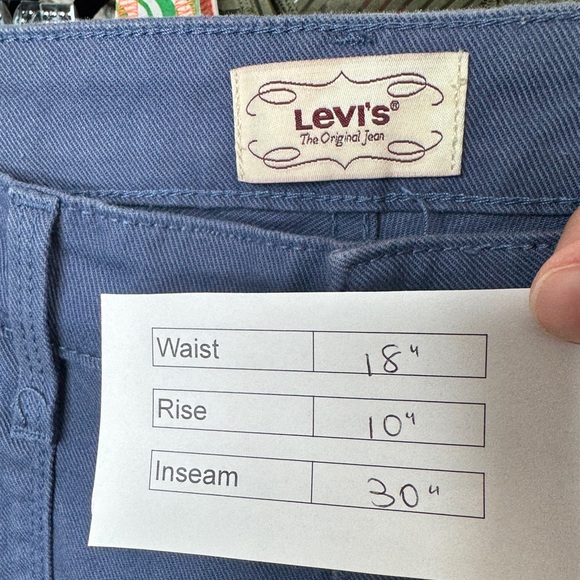 Levi's®
The Original Jean
Waist 18"
Rise 10"
Inseam 30"